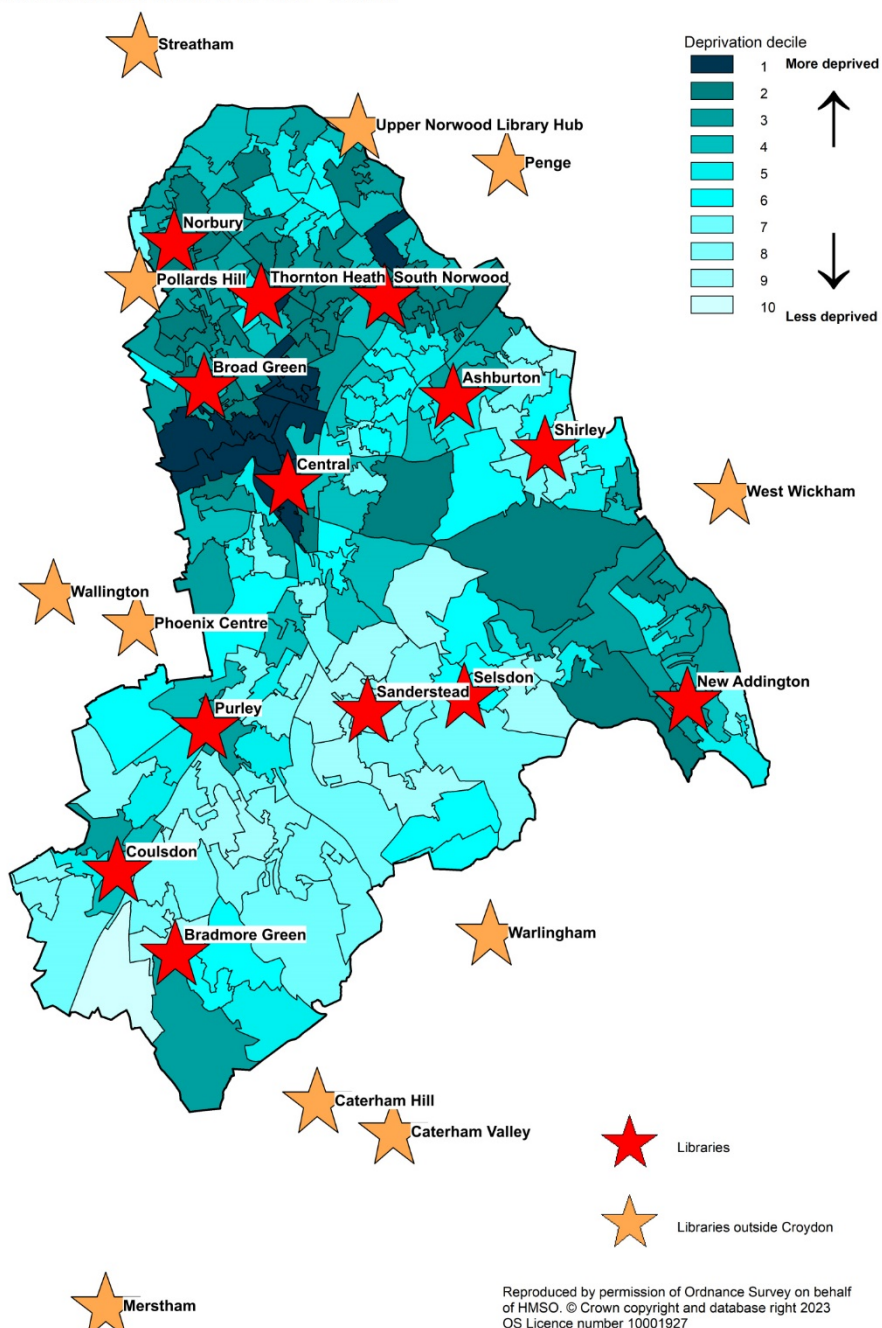 Streatham
Deprivation decile
1 More deprived
2
3
4
5
6
7
8
9
10 Less deprived
Upper Norwood Library Hub
Penge
Norbury
Pollards Hill
Thornton Heath
South Norwood
Broad Green
Ashburton
Shirley
Central
West Wickham
Wallington
Phoenix Centre
Purley
Sanderstead
Selsdon
New Addington
Coulsdon
Bradmore Green
Warlingham
Caterham Hill
Caterham Valley
Libraries
Libraries outside Croydon
Merstham
Reproduced by permission of Ordnance Survey on behalf
of HMSO. © Crown copyright and database right 2023
OS Licence number 10001927